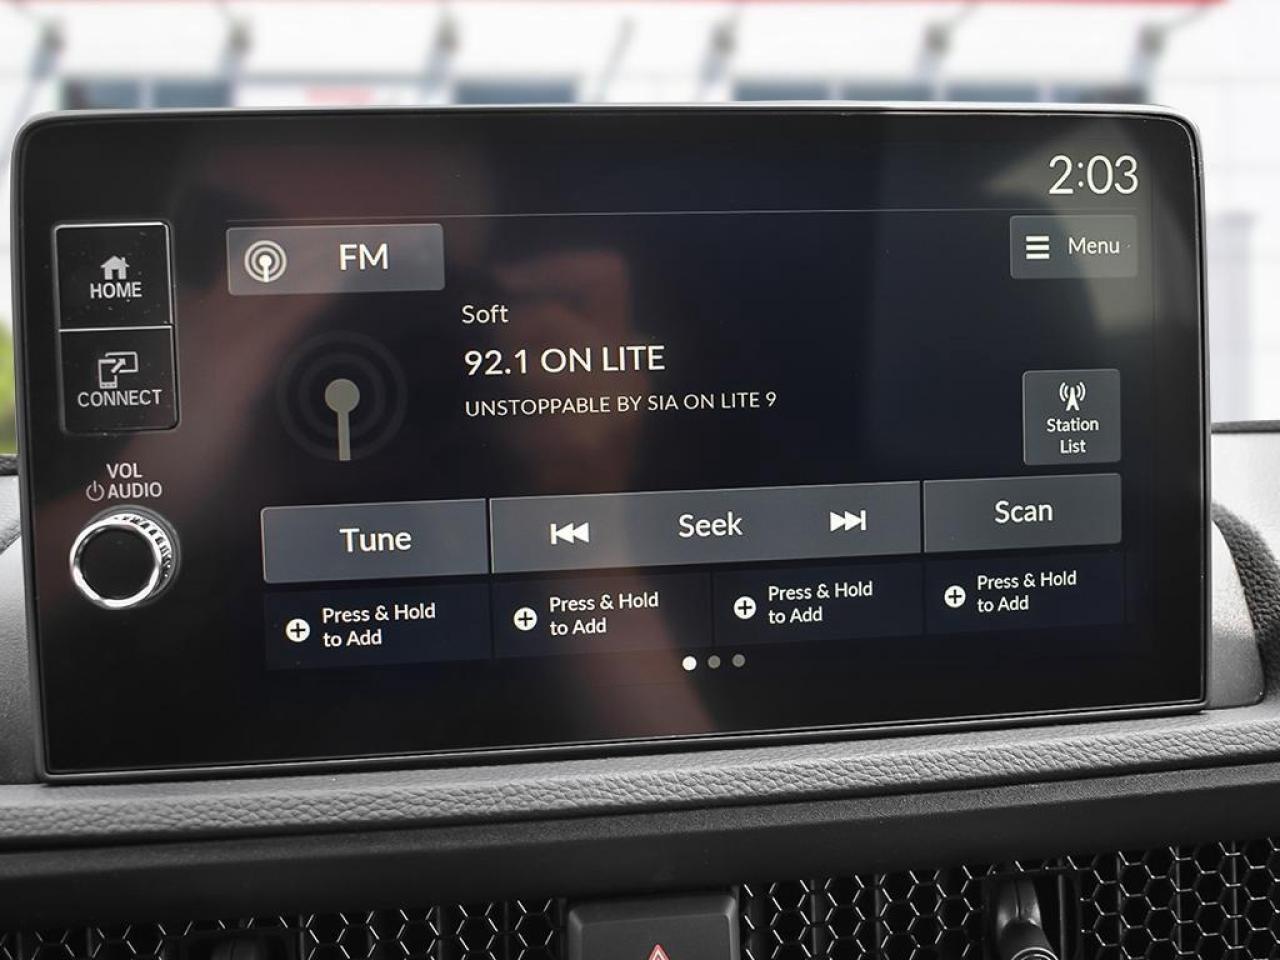 2:03
HOME
FM
Menu
Soft
92.1 ON LITE
UNSTOPPABLE BY SIA ON LITE 9
CONNECT
Station
List
VOL
AUDIO
Tune
Seek
Scan
Press & Hold
to Add
Press & Hold
to Add
Press & Hold
to Add
Press & Hold
to Add